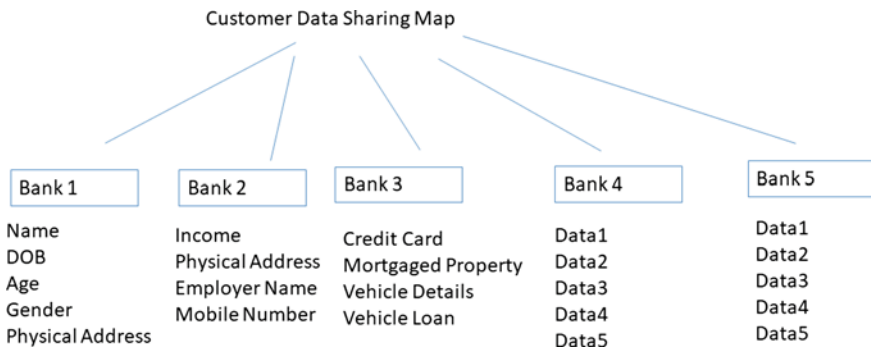 Customer Data Sharing Map
Bank 1
Name
DOB
Age
Gender
Physical Address
Bank 2
Income
Physical Address
Employer Name
Mobile Number
Bank 3
Credit Card
Mortgaged Property
Vehicle Details
Vehicle Loan
Bank 4
Data1
Data2
Data3
Data4
Data5
Bank 5
Data1
Data2
Data3
Data4
Data5